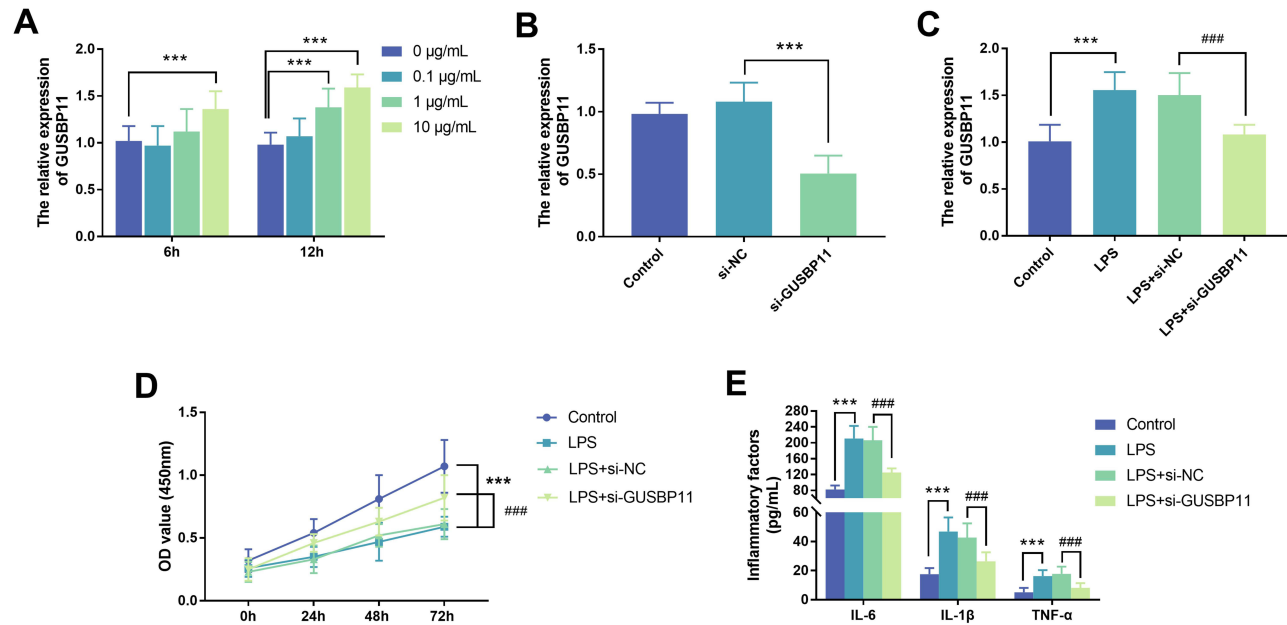 A
The relative expression
of GUSBP11
2.0
1.5
1.0
0.5
0.0
***
***
***
6h
12h
0 μg/mL
0.1 μg/mL
1 μg/mL
10 μg/mL
B
The relative expression
of GUSBP11
1.5
1.0
0.5
0.0
***
Control
si-NC
si-GUSBP11
C
The relative expression
of GUSBP11
2.0
1.5
1.0
0.5
0.0
***
###
Control
LPS
LPS+si-NC
LPS+si-GUSBP11
D
OD value (450nm)
1.5
1.0
0.5
0.0
0h
24h
48h
72h
***
###
Control
LPS
LPS+si-NC
LPS+si-GUSBP11
E
Inflammatory factors
(pg/mL)
280
240
200
160
120
80
60
40
20
0
***
###
***
###
***
###
IL-6
IL-1β
TNF-α
Control
LPS
LPS+si-NC
LPS+si-GUSBP11